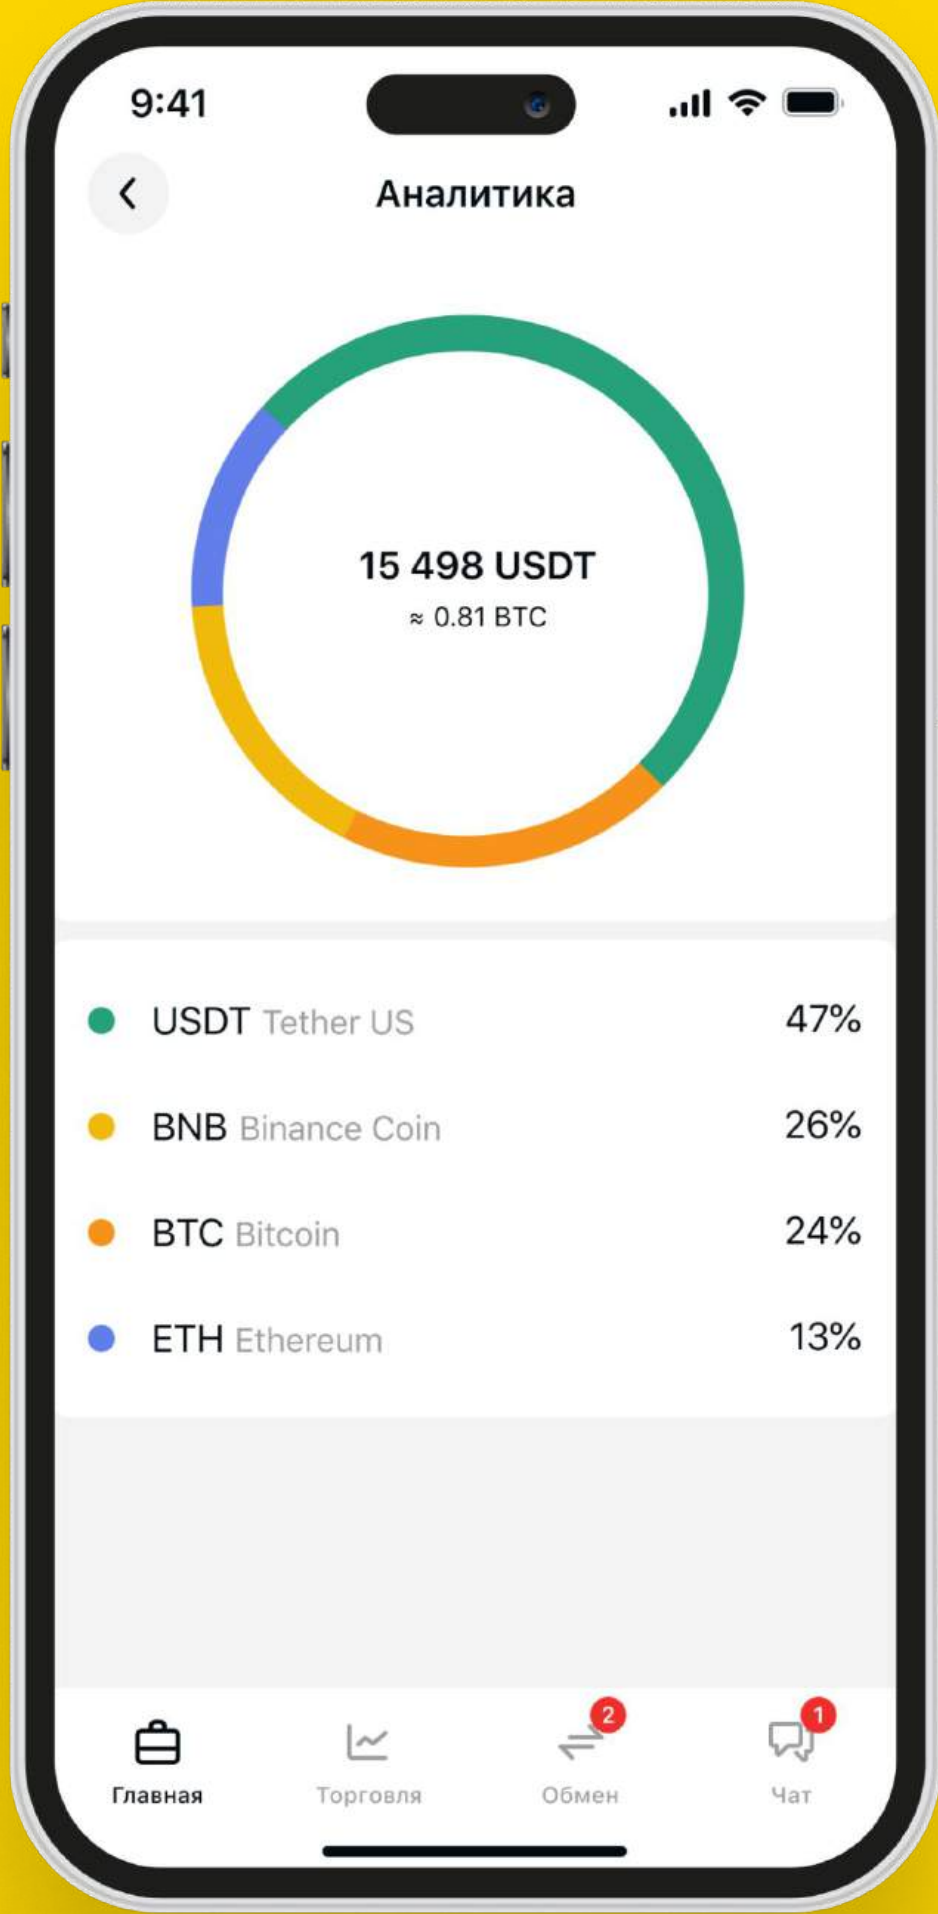 9:41
Аналитика
15 498 USDT
≈ 0.81 BTC
USDT Tether US 47%
BNB Binance Coin 26%
BTC Bitcoin 24%
ETH Ethereum 13%
2 1
Главная Торговля Обмен Чат